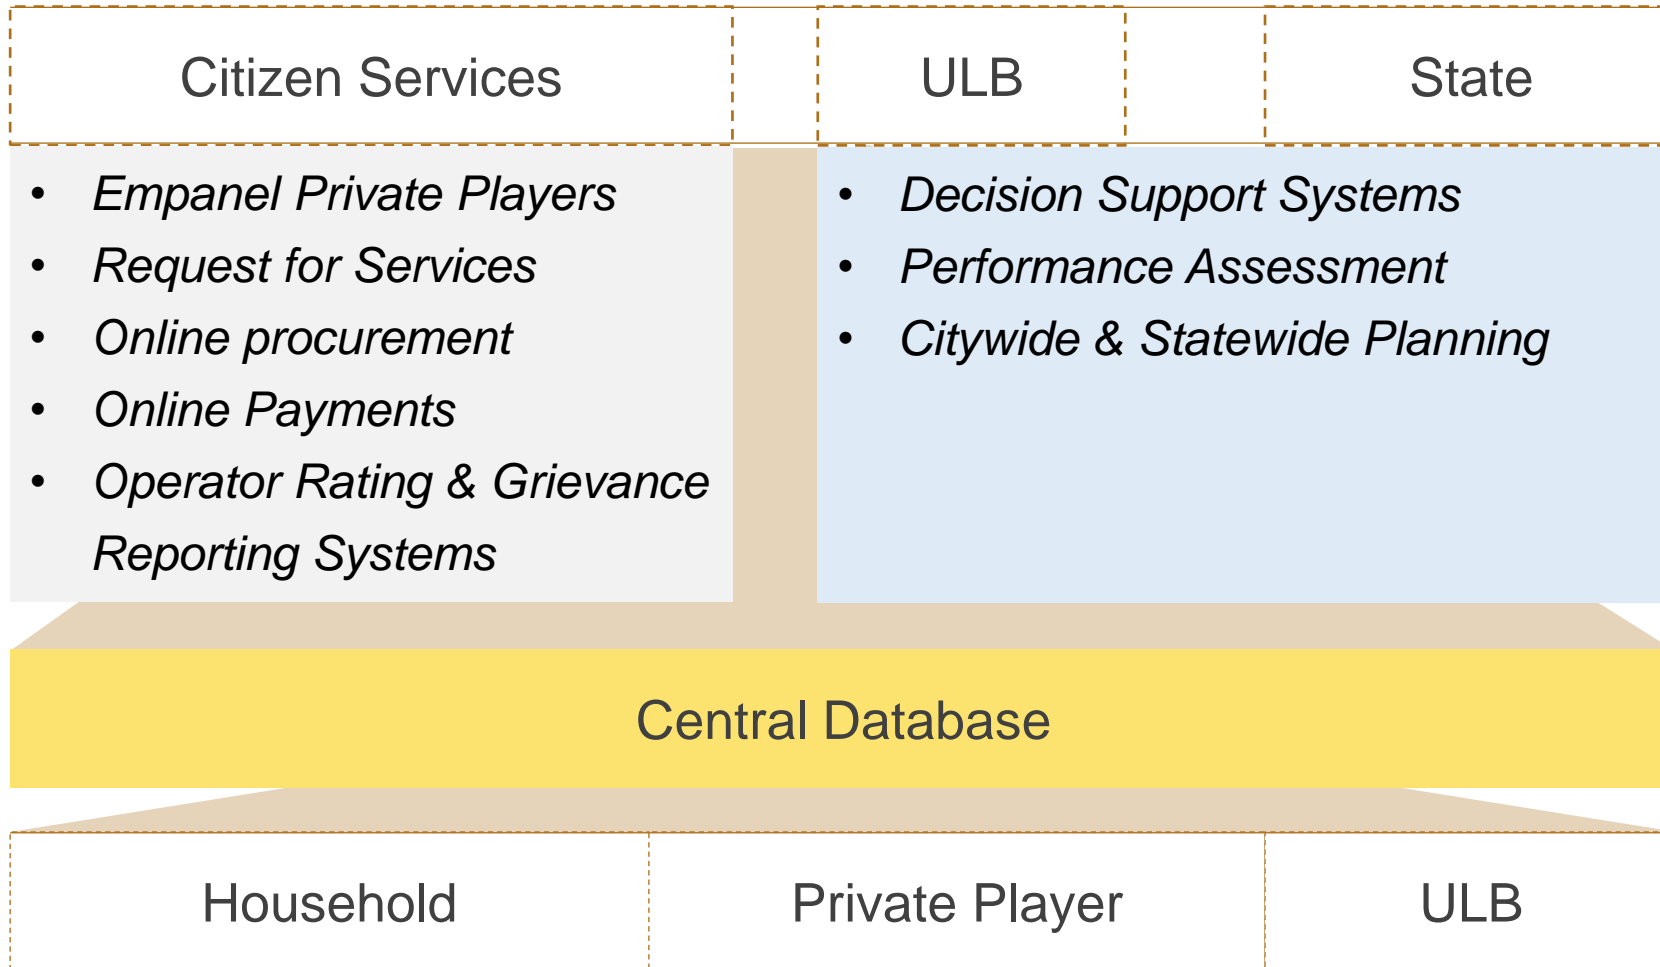 Citizen Services
ULB
State
• Empanel Private Players
• Request for Services
• Online procurement
• Online Payments
• Operator Rating & Grievance
Reporting Systems
• Decision Support Systems
• Performance Assessment
• Citywide & Statewide Planning
Central Database
Household
Private Player
ULB